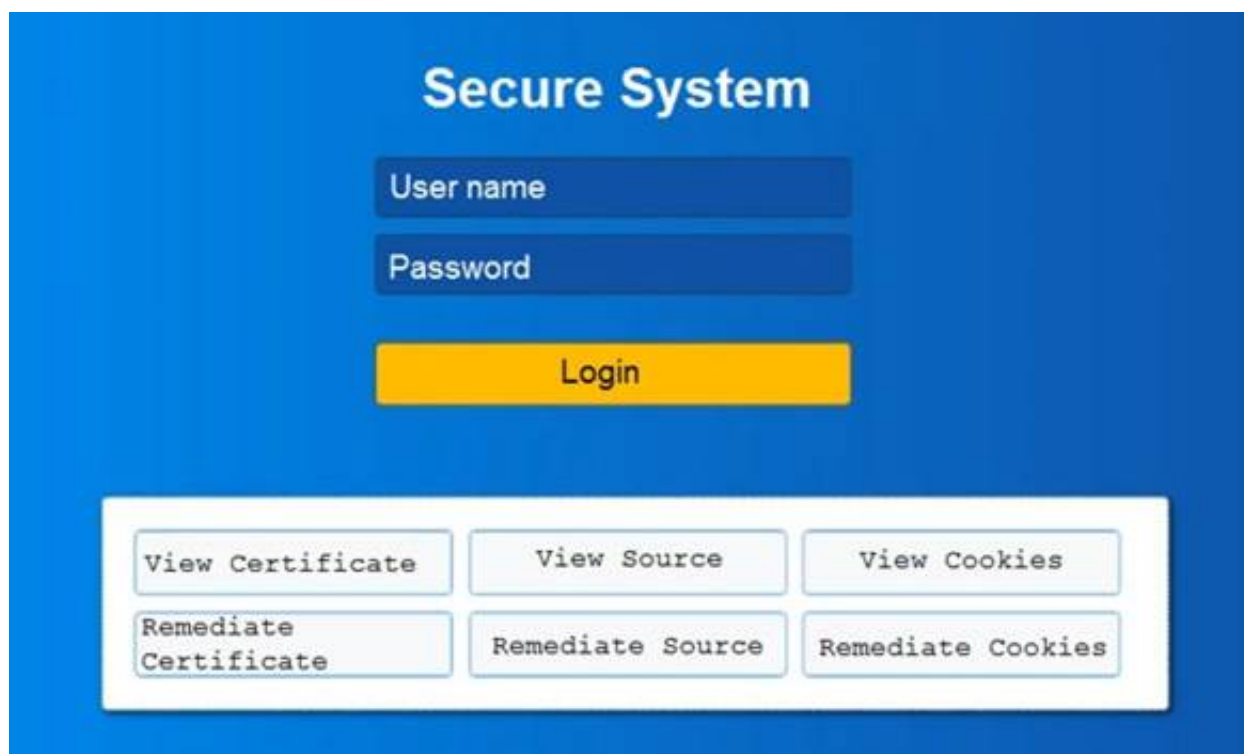 Secure System
User name
Password
Login
View Certificate
View Source
View Cookies
Remediate
Certificate
Remediate Source
Remediate Cookies